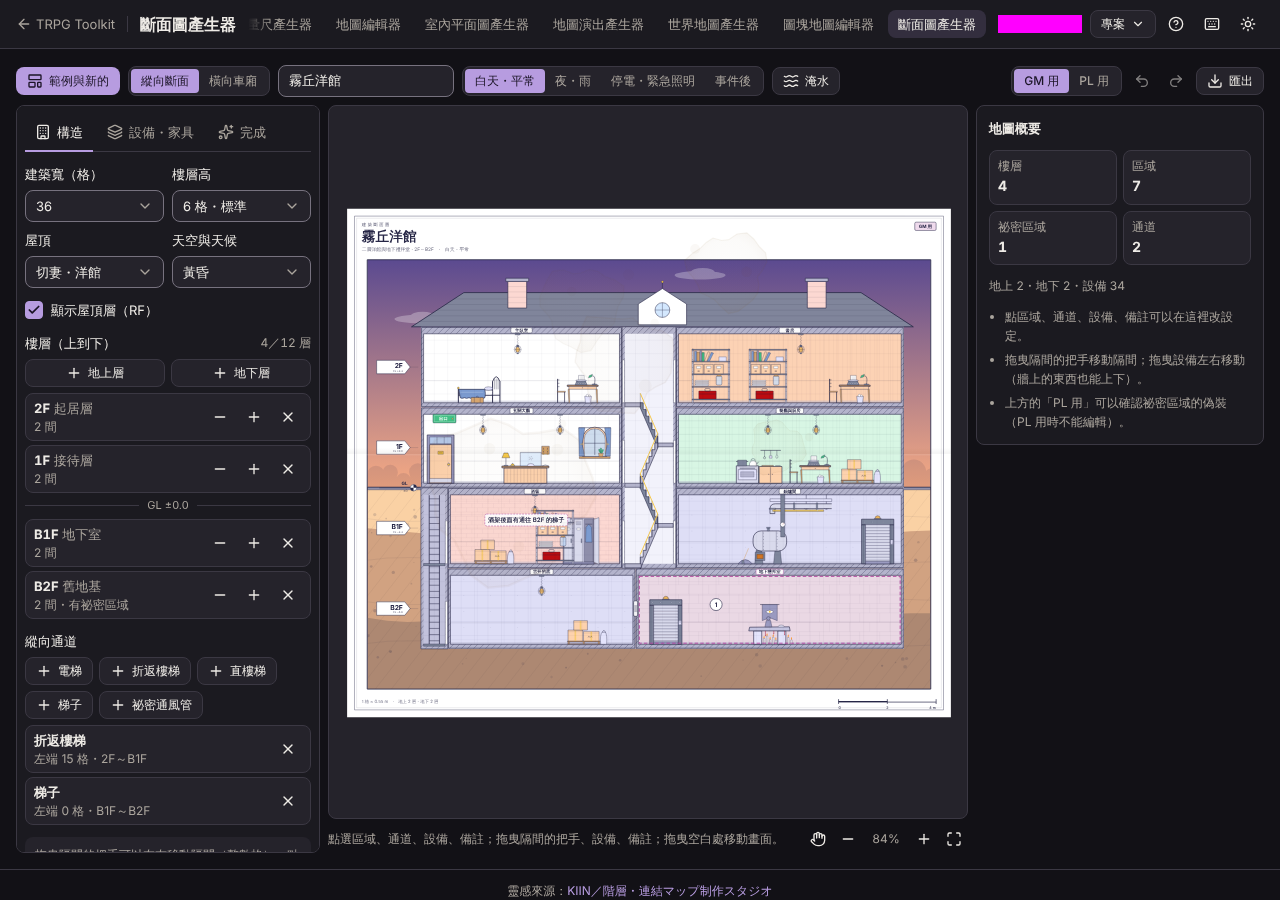 TRPG Toolkit
斷面圖產生器
尺產生器
地圖編輯器
室內平面圖產生器
地圖演出產生器
世界地圖產生器
圖塊地圖編輯器
斷面圖產生器
專案
範例與新的
縱向斷面
橫向車廂
霧丘洋館
白天・平常
夜・雨
停電・緊急照明
事件後
淹水
GM 用
PL 用
匯出
構造
設備・家具
完成
建築寬（格）
樓層高
36
6 格・標準
屋頂
天空與天候
切妻・洋館
黃昏
顯示屋頂層（RF）
樓層（上到下）
4／12 層
地上層
地下層
2F 起居層
2 間
1F 接待層
2 間
GL ±0.0
B1F 地下室
2 間
B2F 舊地基
2 間・有祕密區域
縱向通道
電梯
折返樓梯
直樓梯
梯子
祕密通風管
折返樓梯
左端 15 格・2F～B1F
梯子
左端 0 格・B1F～B2F
霧丘洋館
GM 用
2F
1F
GL
B1F
酒架後面有通往 B2F 的梯子
B2F
1
點選區域、通道、設備、備註；拖曳隔間的把手、設備、備註；拖曳空白處移動畫面。
84%
地圖概要
樓層
4
區域
7
祕密區域
1
通道
2
地上 2・地下 2・設備 34
點區域、通道、設備、備註可以在這裡改設
定。
拖曳隔間的把手移動隔間；拖曳設備左右移動
（牆上的東西也能上下）。
上方的「PL 用」可以確認祕密區域的偽裝
（PL 用時不能編輯）。
靈感來源：KIIN／階層・連結マップ制作スタジオ